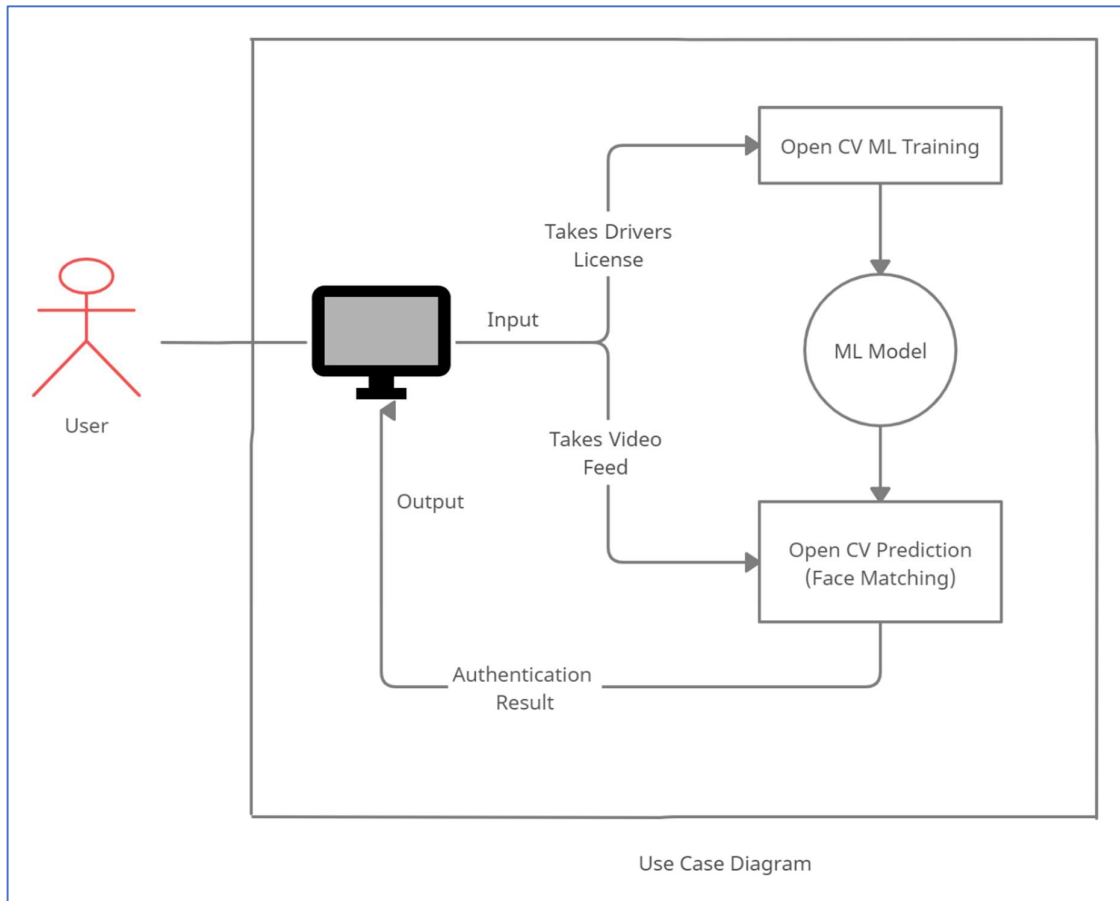 Open CV ML Training
Takes Drivers
License
Input
ML Model
User
Takes Video
Feed
Output
Open CV Prediction
(Face Matching)
Authentication
Result
Use Case Diagram